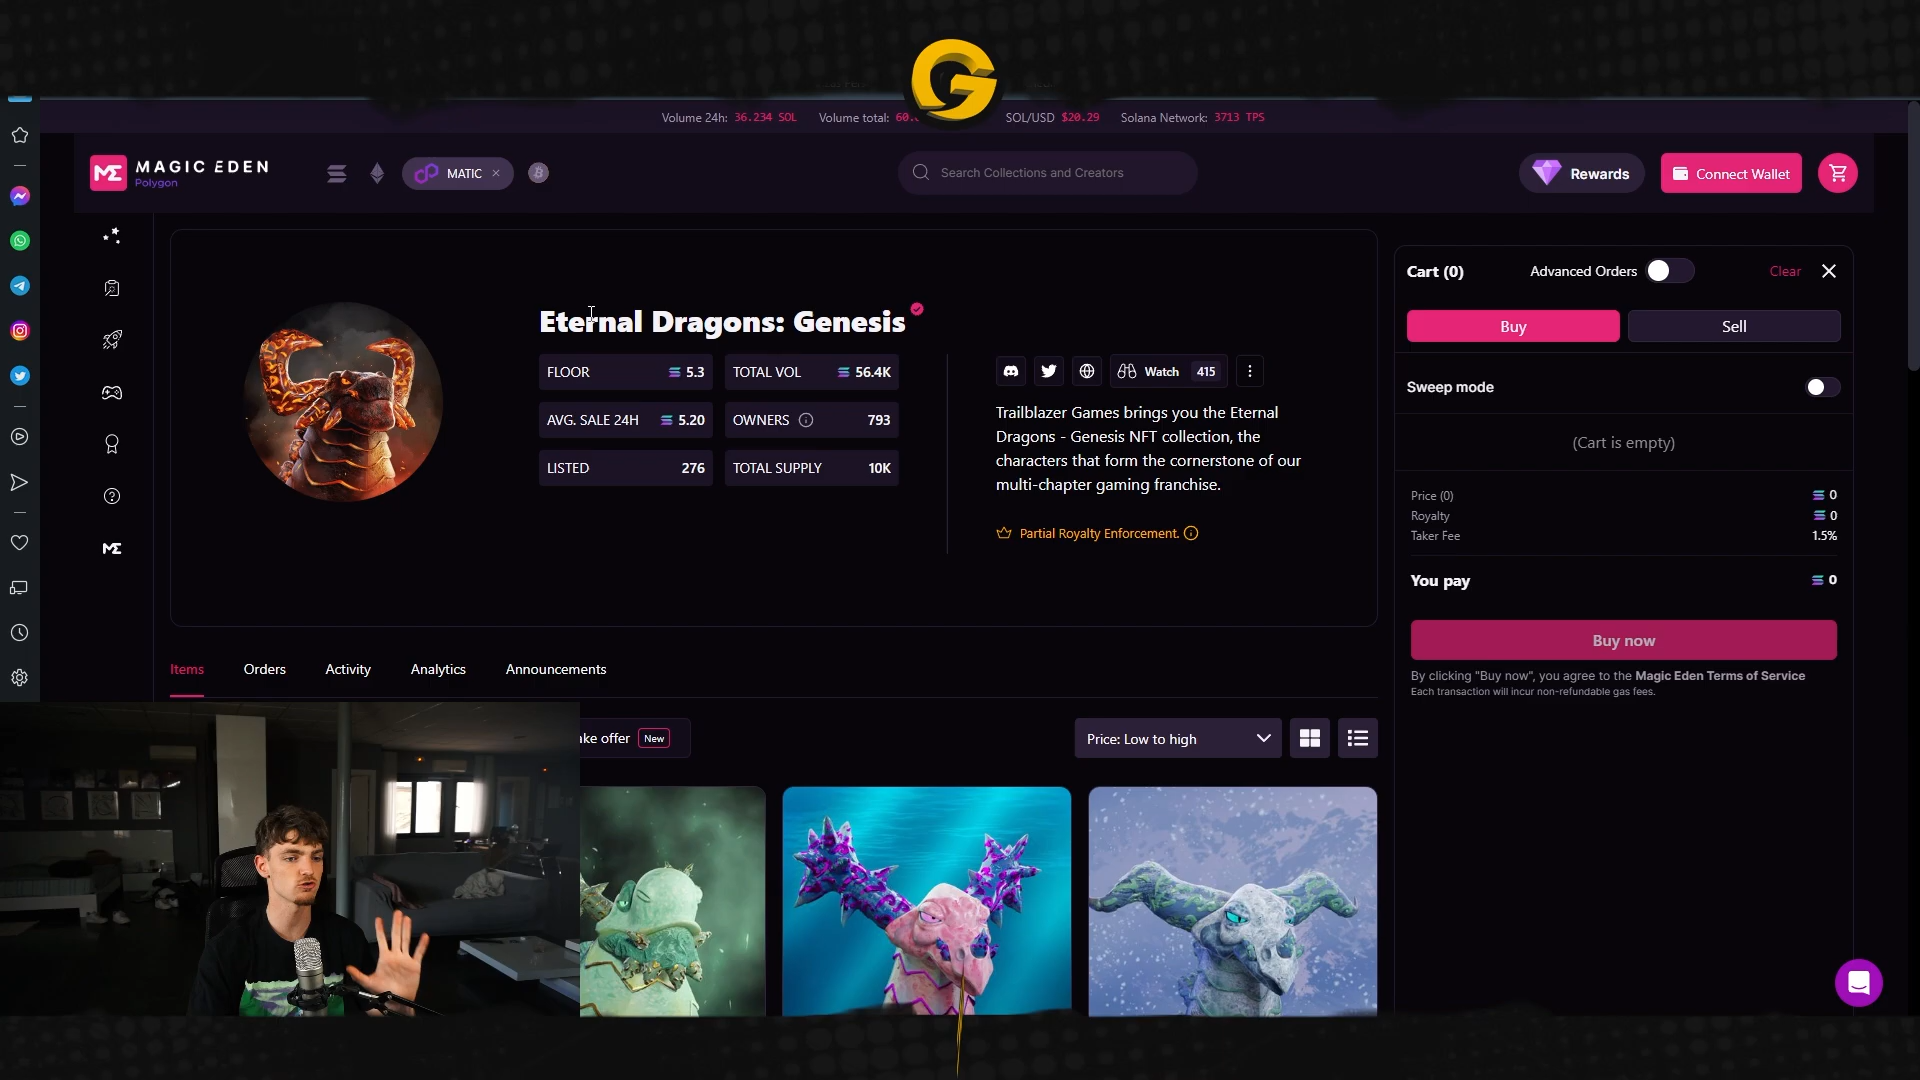 G
Volume 24h: 36.234 SOL Volume total: 60. SOL/USD $20.29 Solana Network: 3713 TPS
ME MAGIC EDEN
Polygon
MATIC ×
Search Collections and Creators
Rewards
Connect Wallet
Cart (0)
Advanced Orders
Clear
Eternal Dragons: Genesis
Buy
Sell
FLOOR 5.3
TOTAL VOL 56.4K
Watch 415
Sweep mode
Trailblazer Games brings you the Eternal
AVG. SALE 24H 5.20
OWNERS 793
Dragons - Genesis NFT collection, the
(Cart is empty)
characters that form the cornerstone of our
LISTED 276
TOTAL SUPPLY 10K
multi-chapter gaming franchise.
Price (0) 0
Royalty 0
Taker Fee 1.5%
Partial Royalty Enforcement.
You pay 0
ME
Buy now
Items Orders Activity Analytics Announcements
By clicking "Buy now", you agree to the Magic Eden Terms of Service
Each transaction will incur non-refundable gas fees.
ke offer New
Price: Low to high